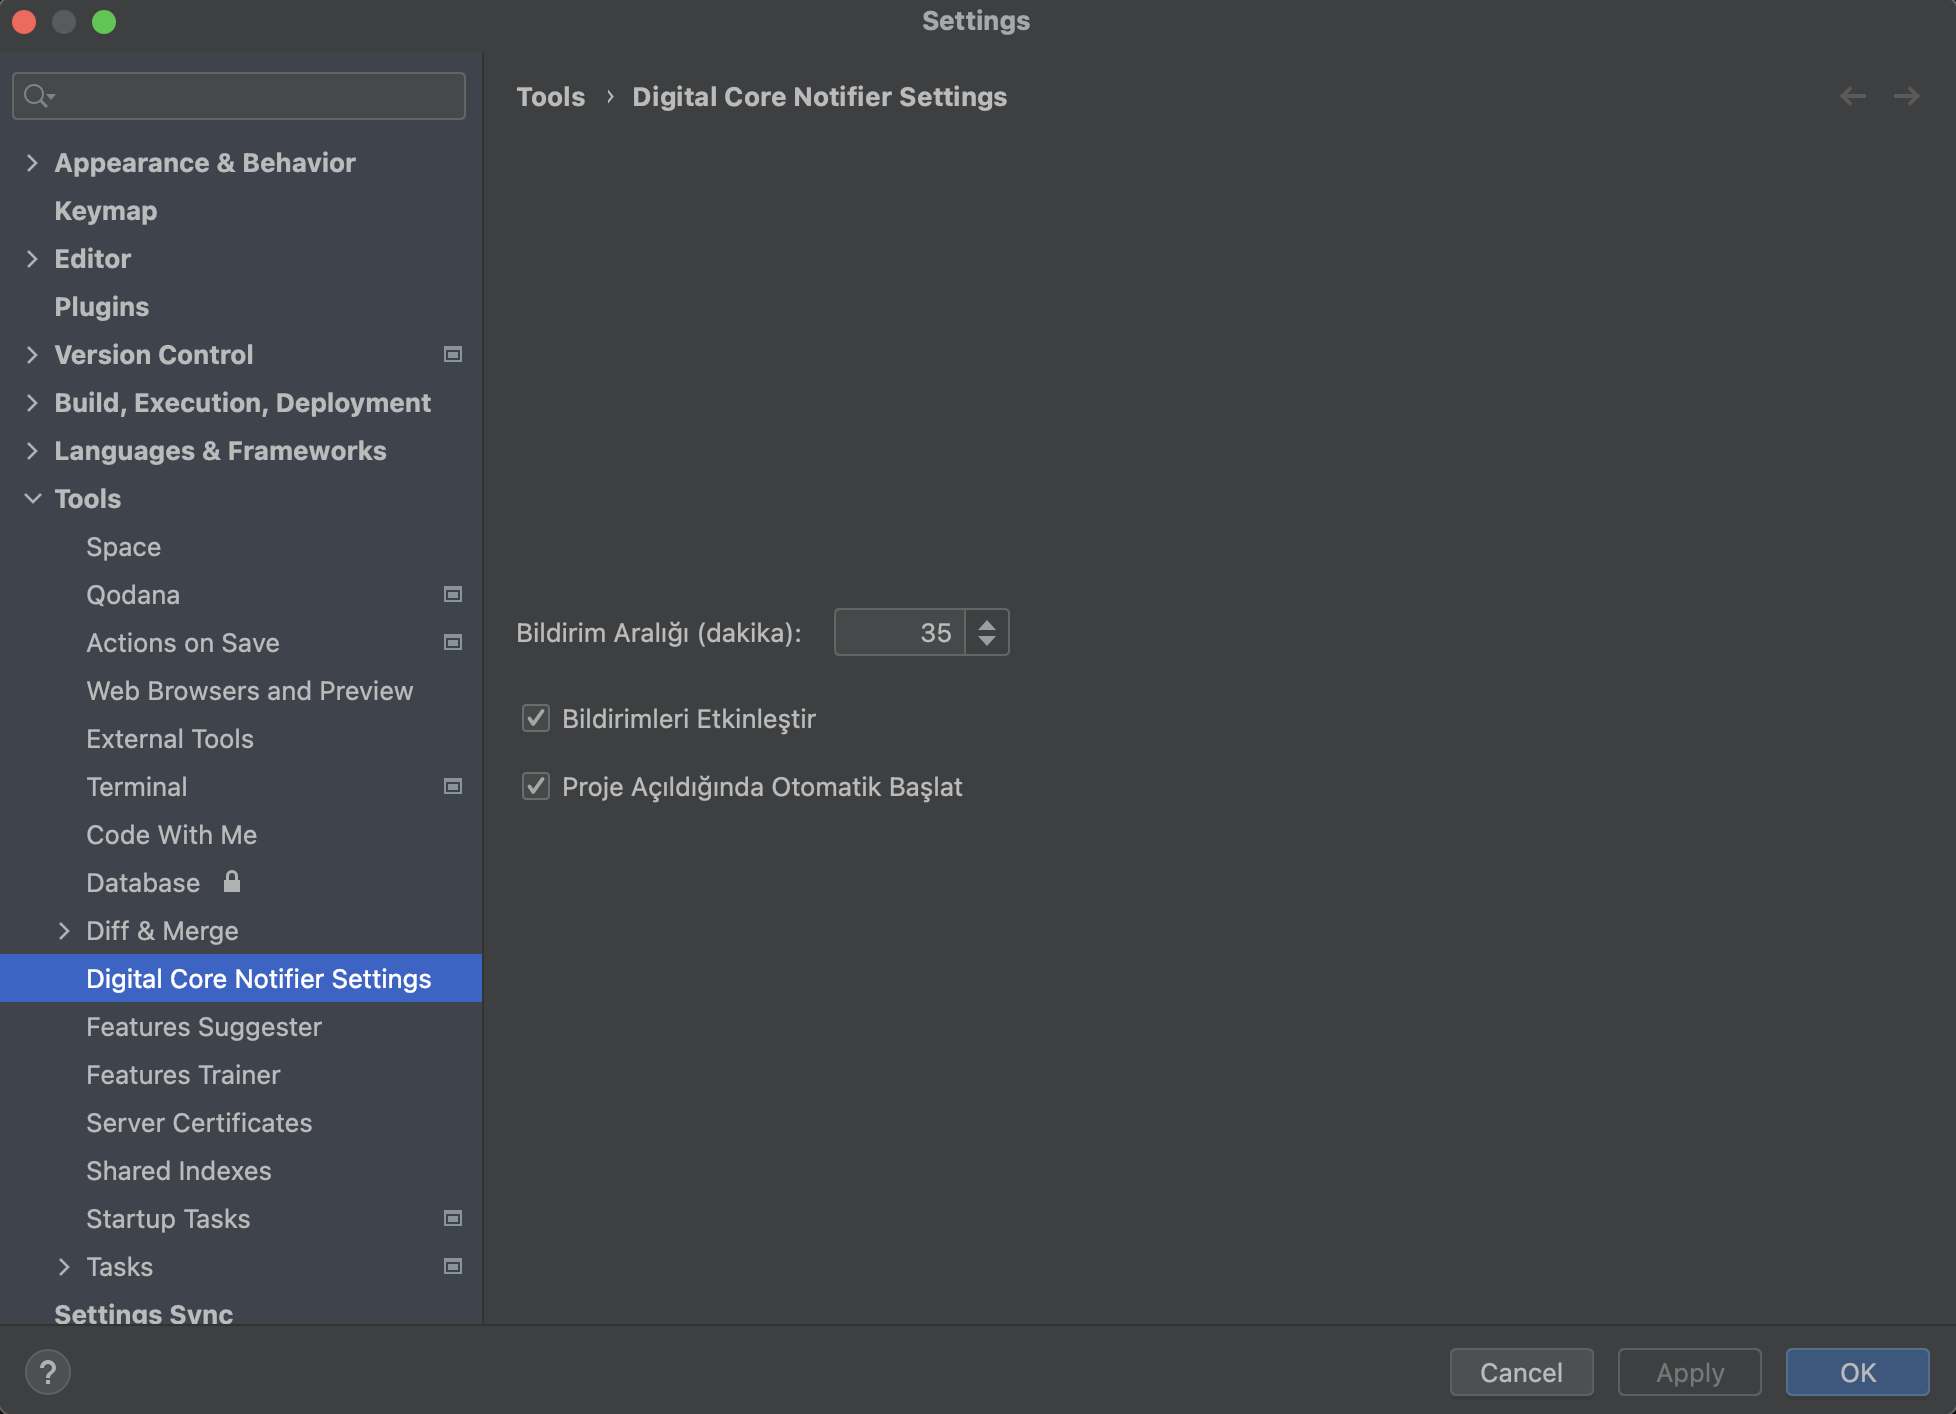 Settings
Tools › Digital Core Notifier Settings
Appearance & Behavior
Keymap
Editor
Plugins
Version Control
Build, Execution, Deployment
Languages & Frameworks
Tools
Space
Qodana
Actions on Save
Web Browsers and Preview
External Tools
Terminal
Code With Me
Database
Diff & Merge
Digital Core Notifier Settings
Features Suggester
Features Trainer
Server Certificates
Shared Indexes
Startup Tasks
Tasks
Settings Sync
Bildirim Aralığı (dakika): 35
Bildirimleri Etkinleştir
Proje Açıldığında Otomatik Başlat
?
Cancel
Apply
OK